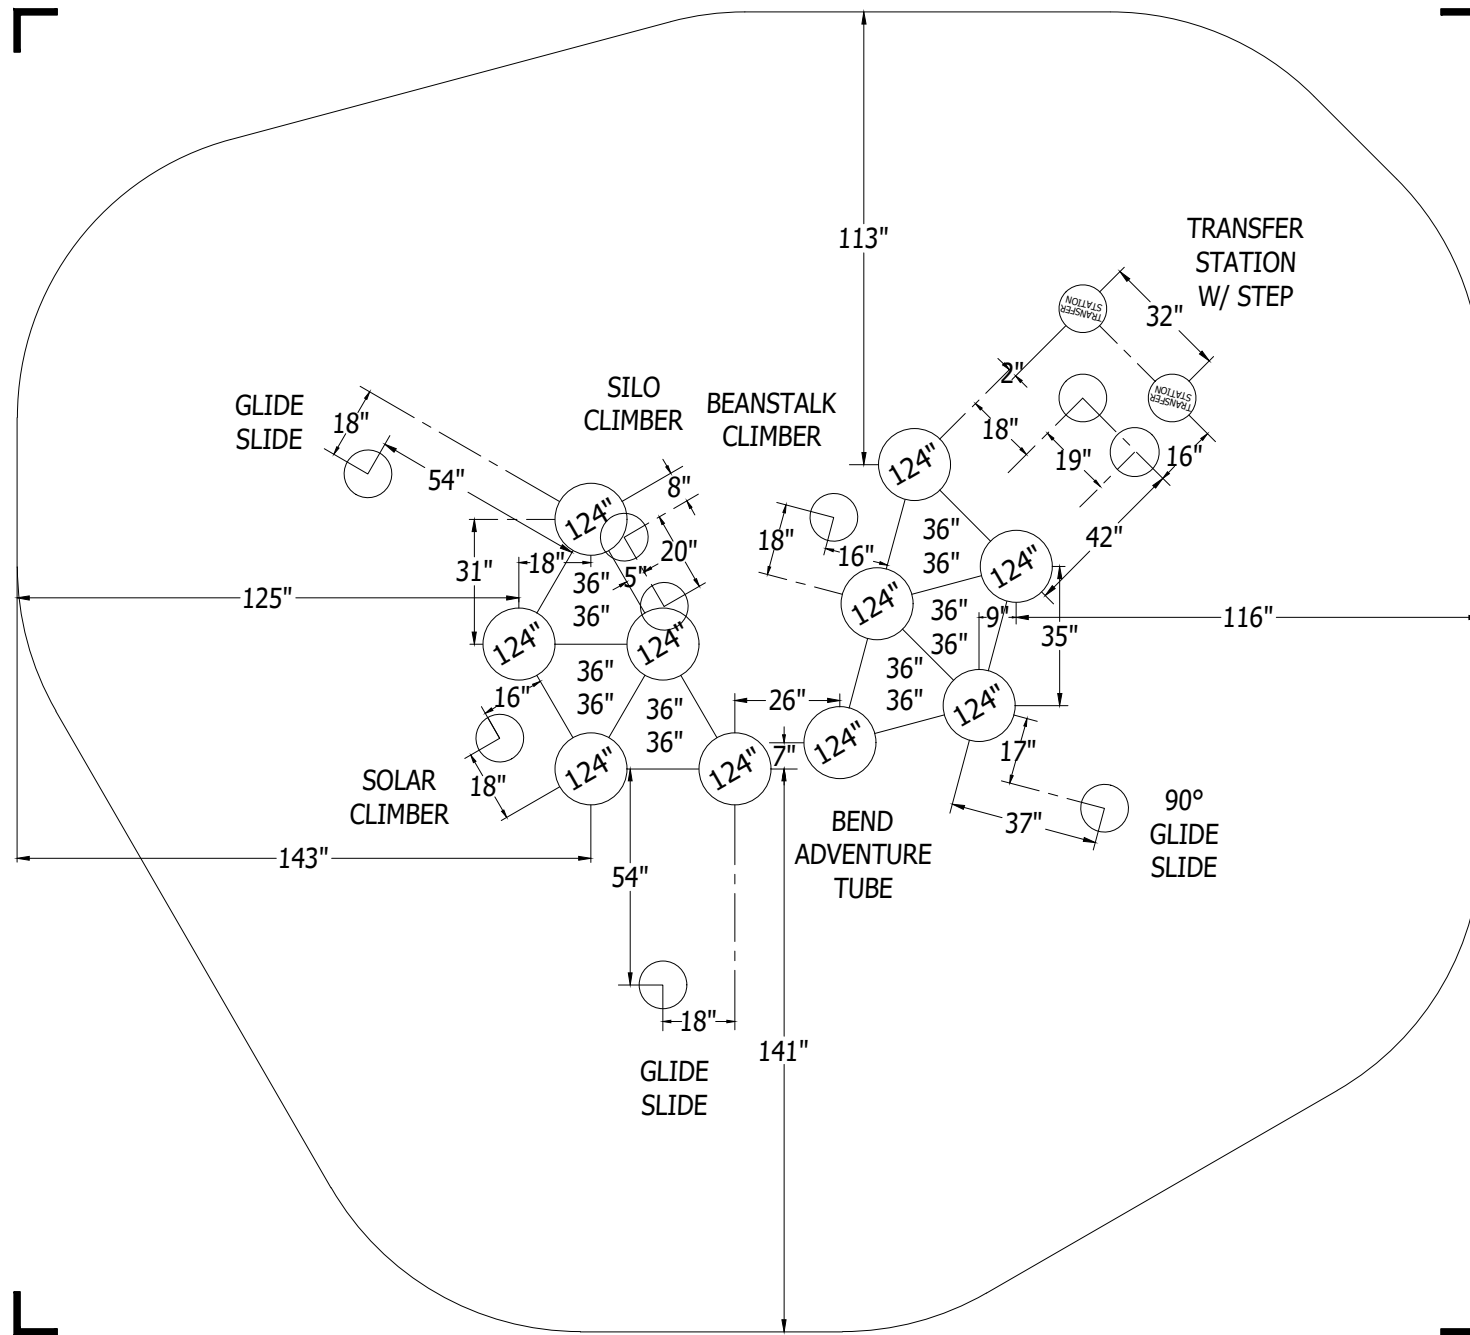 113"
TRANSFER
STATION
W/ STEP
TRANSFER
STATION
32"
2"
TRANSFER
STATION
GLIDE
SLIDE
18"
54"
SILO
CLIMBER
BEANSTALK
CLIMBER
18"
19"
16"
42"
124"
8"
20"
5"
124"
18"
31"
36"
36"
18"
16"
36"
36"
124"
125"
124"
124"
124"
36"
36"
9"
35"
116"
16"
36"
36"
36"
36"
36"
36"
26"
124"
17"
SOLAR
CLIMBER
18"
124"
124"
7"
124"
37"
90°
GLIDE
SLIDE
BEND
ADVENTURE
TUBE
143"
54"
18"
141"
GLIDE
SLIDE